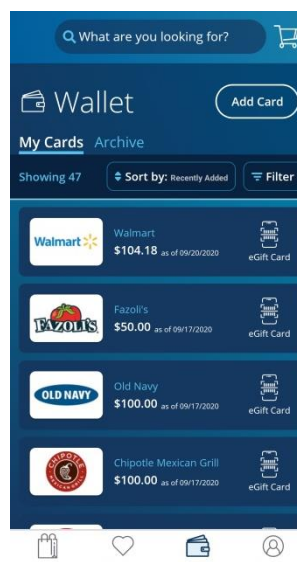 What are you looking for?
Wallet
Add Card
My Cards Archive
Showing 47
Sort by: Recently Added
Filter
Walmart
Walmart
$104.18 as of 09/20/2020
eGift Card
FAZOLI'S
Fazoli's
$50.00 as of 09/17/2020
eGift Card
OLD NAVY
Old Navy
$100.00 as of 09/17/2020
eGift Card
CHIPOTLE
MEXICAN GRILL
Chipotle Mexican Grill
$100.00 as of 09/17/2020
eGift Card